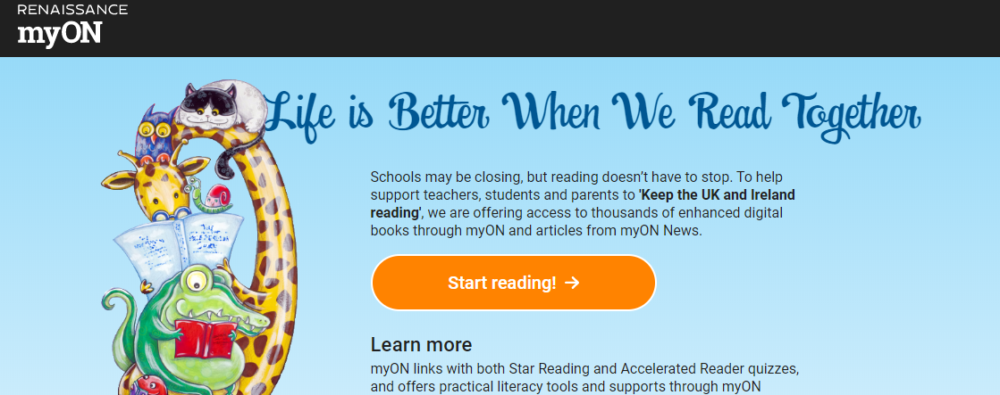 RENAISSANCE
myON
Life is Better When We Read Together
Schools may be closing, but reading doesn’t have to stop. To help
support teachers, students and parents to 'Keep the UK and Ireland
reading', we are offering access to thousands of enhanced digital
books through myON and articles from myON News.
Start reading! →
Learn more
myON links with both Star Reading and Accelerated Reader quizzes,
and offers practical literacy tools and supports through myON